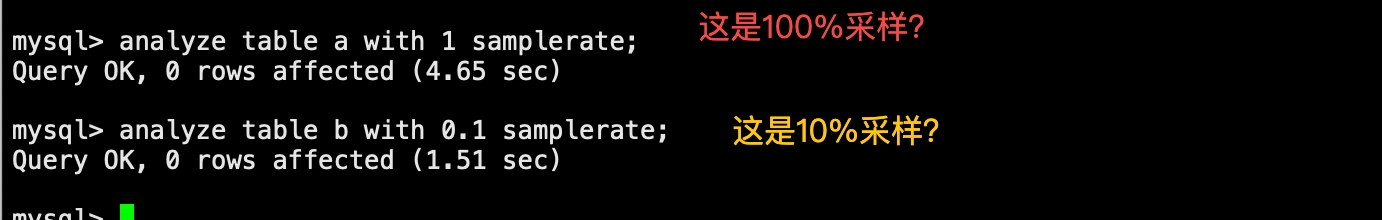 这是100%采样?
mysql> analyze table a with 1 samplerate;
Query OK, 0 rows affected (4.65 sec)
mysql> analyze table b with 0.1 samplerate;
这是10%采样?
Query OK, 0 rows affected (1.51 sec)
mysql>